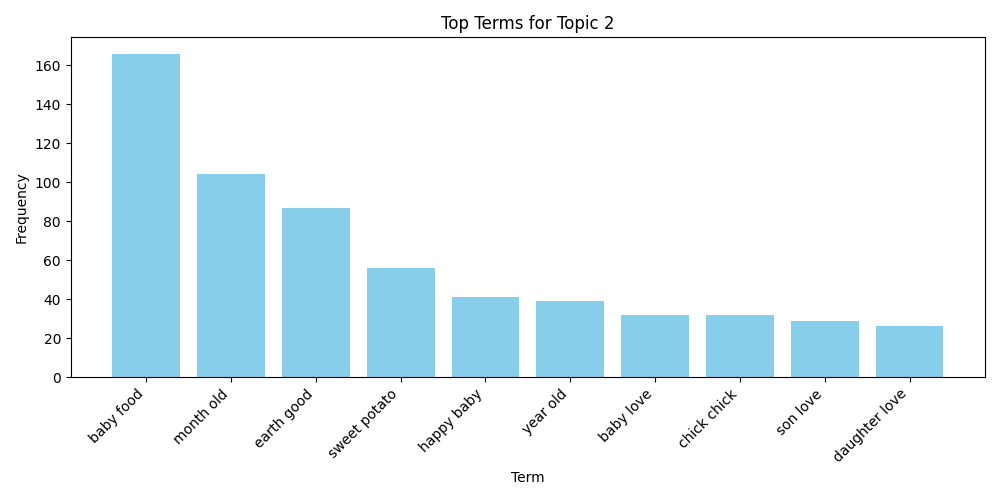 Top Terms for Topic 2
Frequency
160
140
120
100
80
60
40
20
0
baby food
month old
earth good
sweet potato
happy baby
year old
baby love
chick chick
son love
daughter love
Term